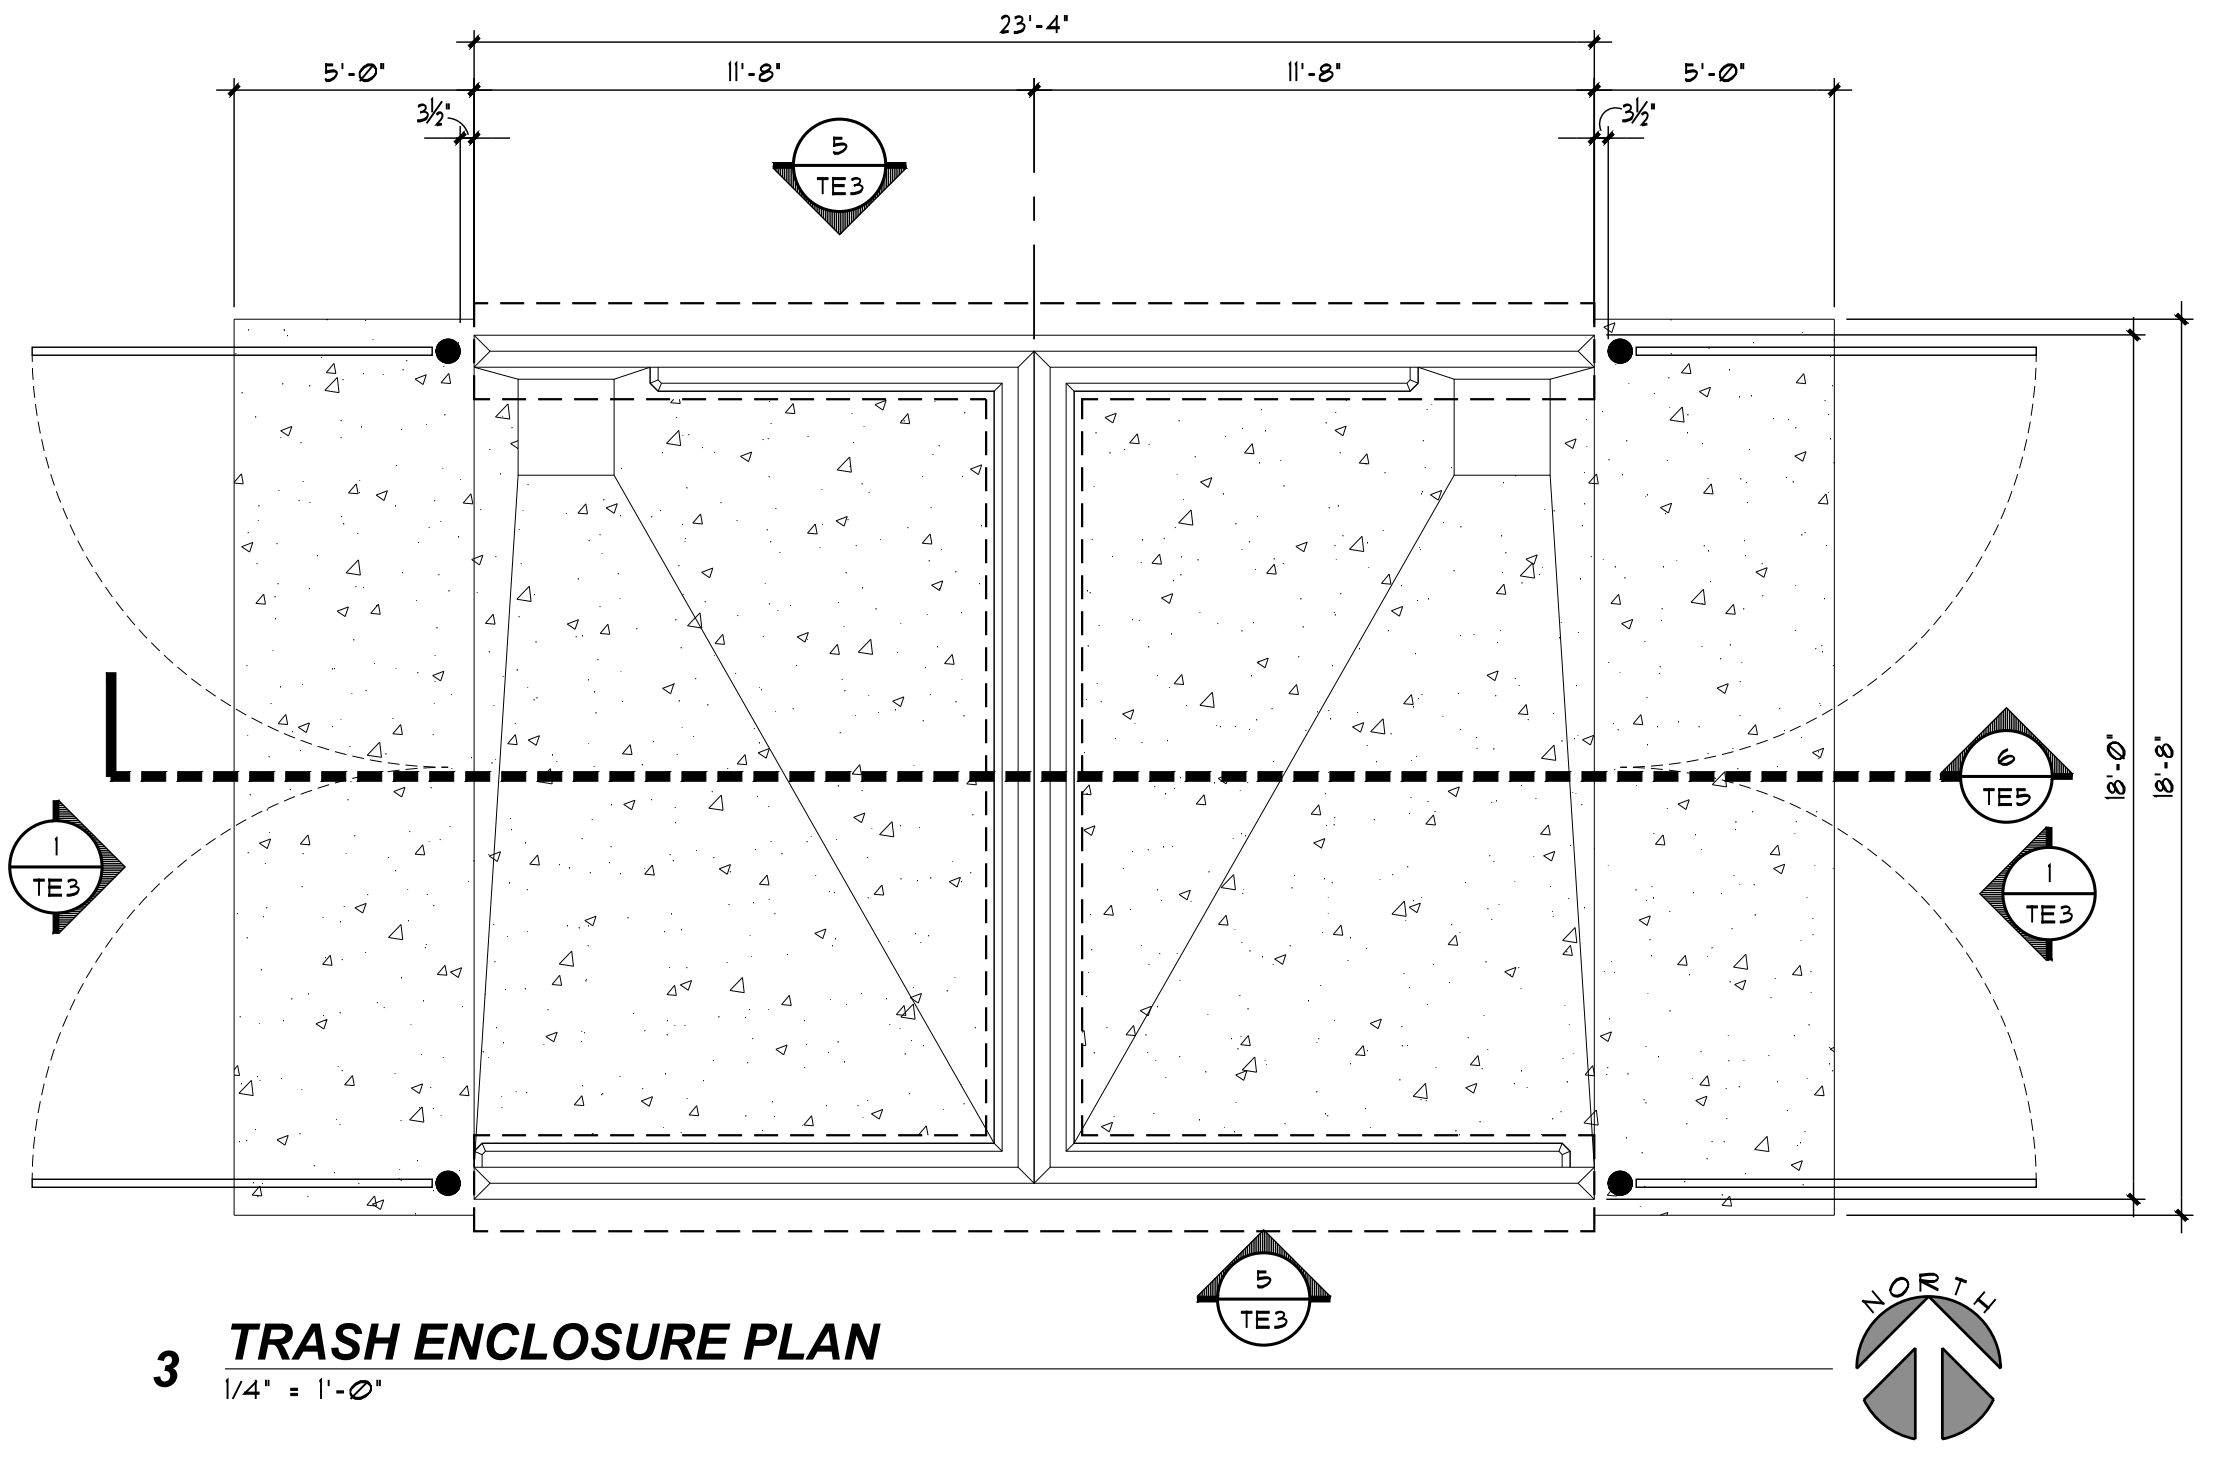 23'-4"
5'-0"
11'-8"
11'-8"
5'-0"
3½"
3½"
5
TE3
6
TE5
18'-0"
18'-8"
1
TE3
1
TE3
5
TE3
NORTH
3 TRASH ENCLOSURE PLAN
1/4" = 1'-0"